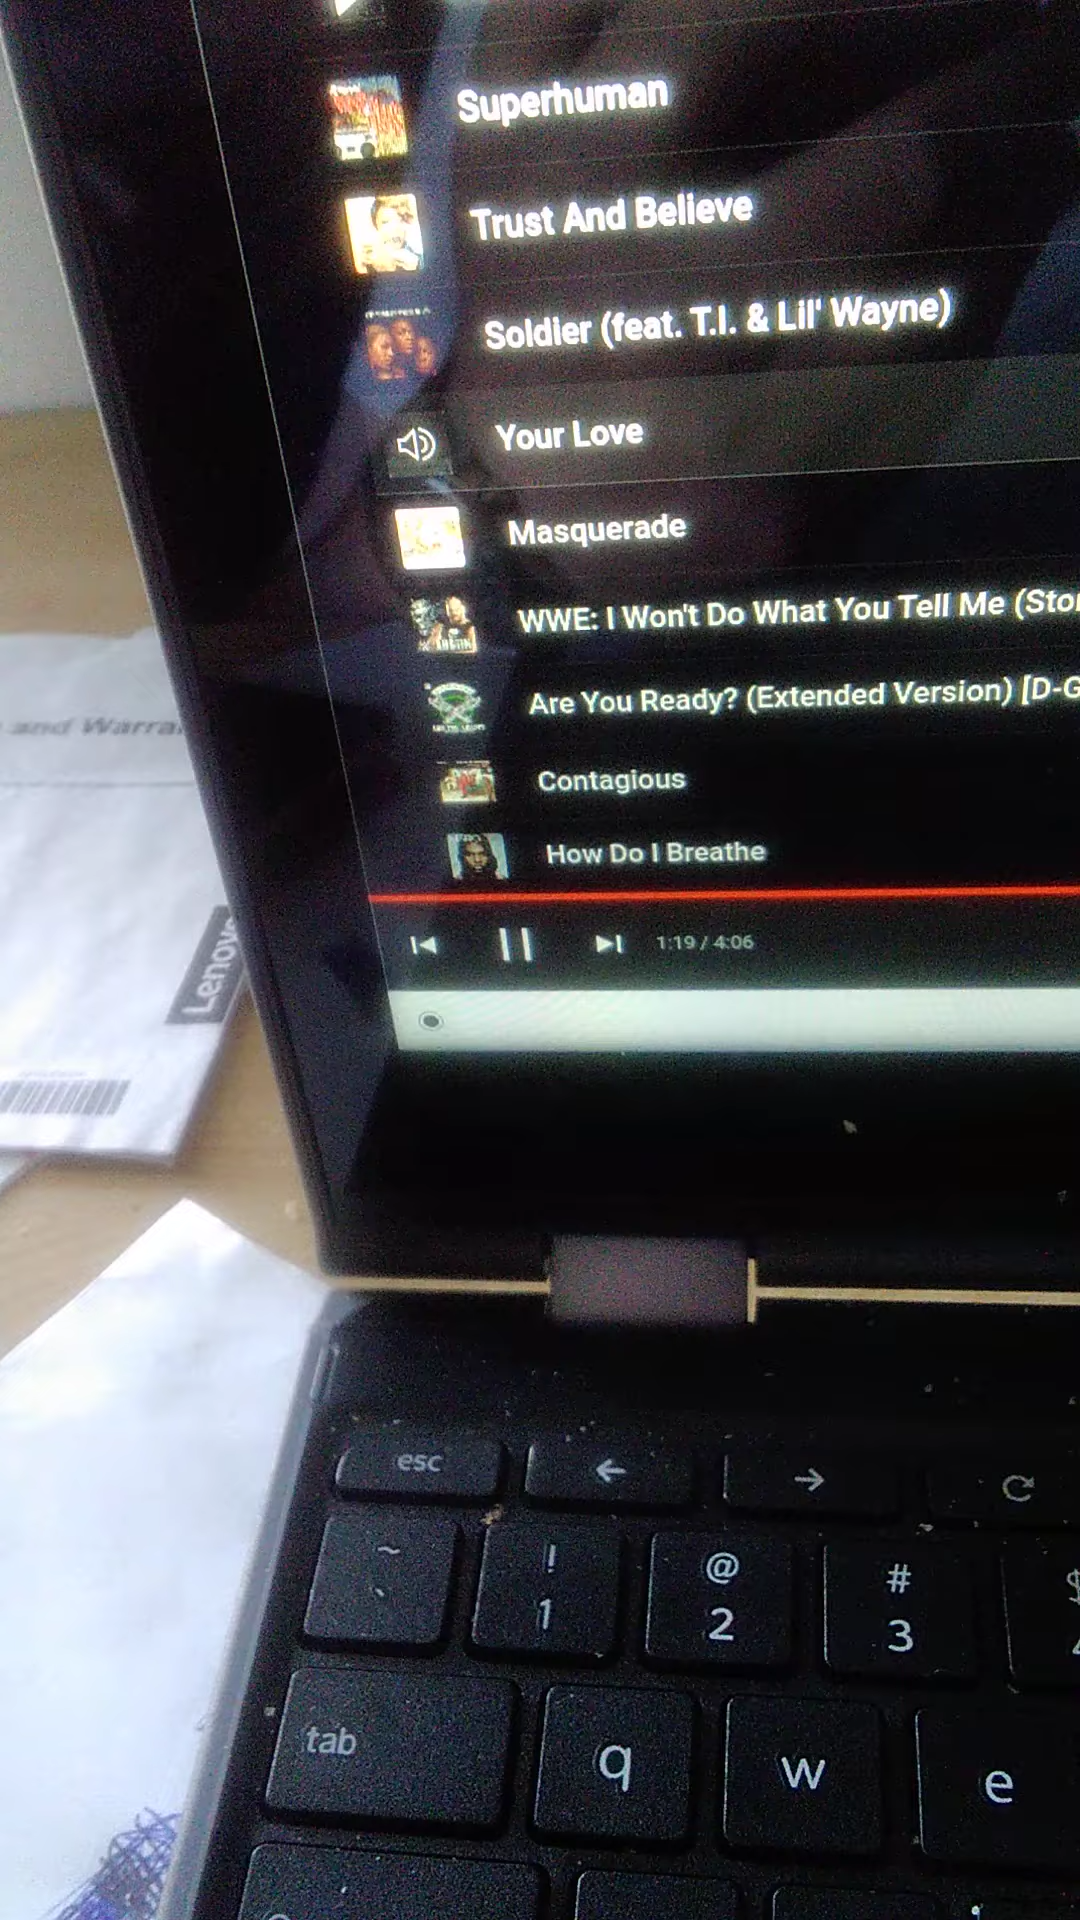 Superhuman
Trust And Believe
Soldier (feat. T.I. & Lil' Wayne)
Your Love
Masquerade
WWE: I Won't Do What You Tell Me (Sto
Are You Ready? (Extended Version) [D-G
Contagious
How Do I Breathe
1:19 / 4:06
and Warra
Lenovo
esc
← →
~ ` ! 1 @ 2 # 3 $
tab q w e